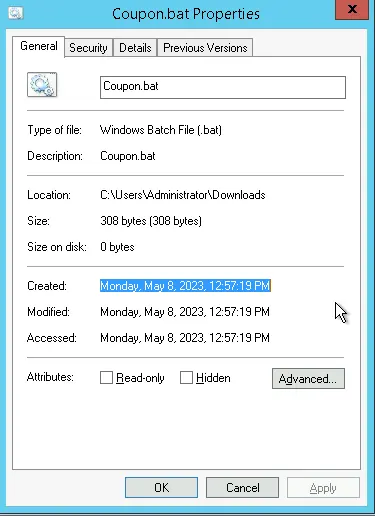 Coupon.bat Properties
x
General Security Details Previous Versions
Coupon.bat
Type of file: Windows Batch File (.bat)
Description: Coupon.bat
Location: C:\Users\Administrator\Downloads
Size: 308 bytes (308 bytes)
Size on disk: 0 bytes
Created: Monday, May 8, 2023, 12:57:19 PM
Modified: Monday, May 8, 2023, 12:57:19 PM
Accessed: Monday, May 8, 2023, 12:57:19 PM
Attributes: Read-only Hidden Advanced...
OK Cancel Apply